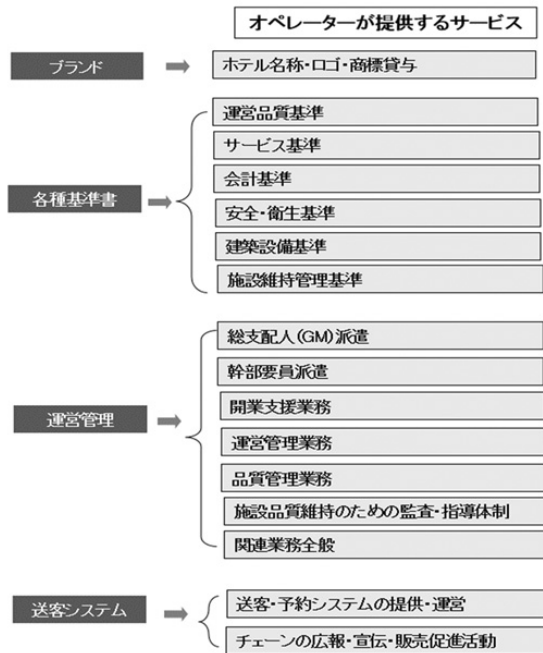 オペレーターが提供するサービス
ブランド
ホテル名称・ロゴ・商標貸与
各種基準書
運営品質基準
サービス基準
会計基準
安全・衛生基準
建築設備基準
施設維持管理基準
運営管理
総支配人(GM)派遣
幹部要員派遣
開業支援業務
運営管理業務
品質管理業務
施設品質維持のための監査・指導体制
関連業務全般
送客システム
送客・予約システムの提供・運営
チェーンの広報・宣伝・販売促進活動